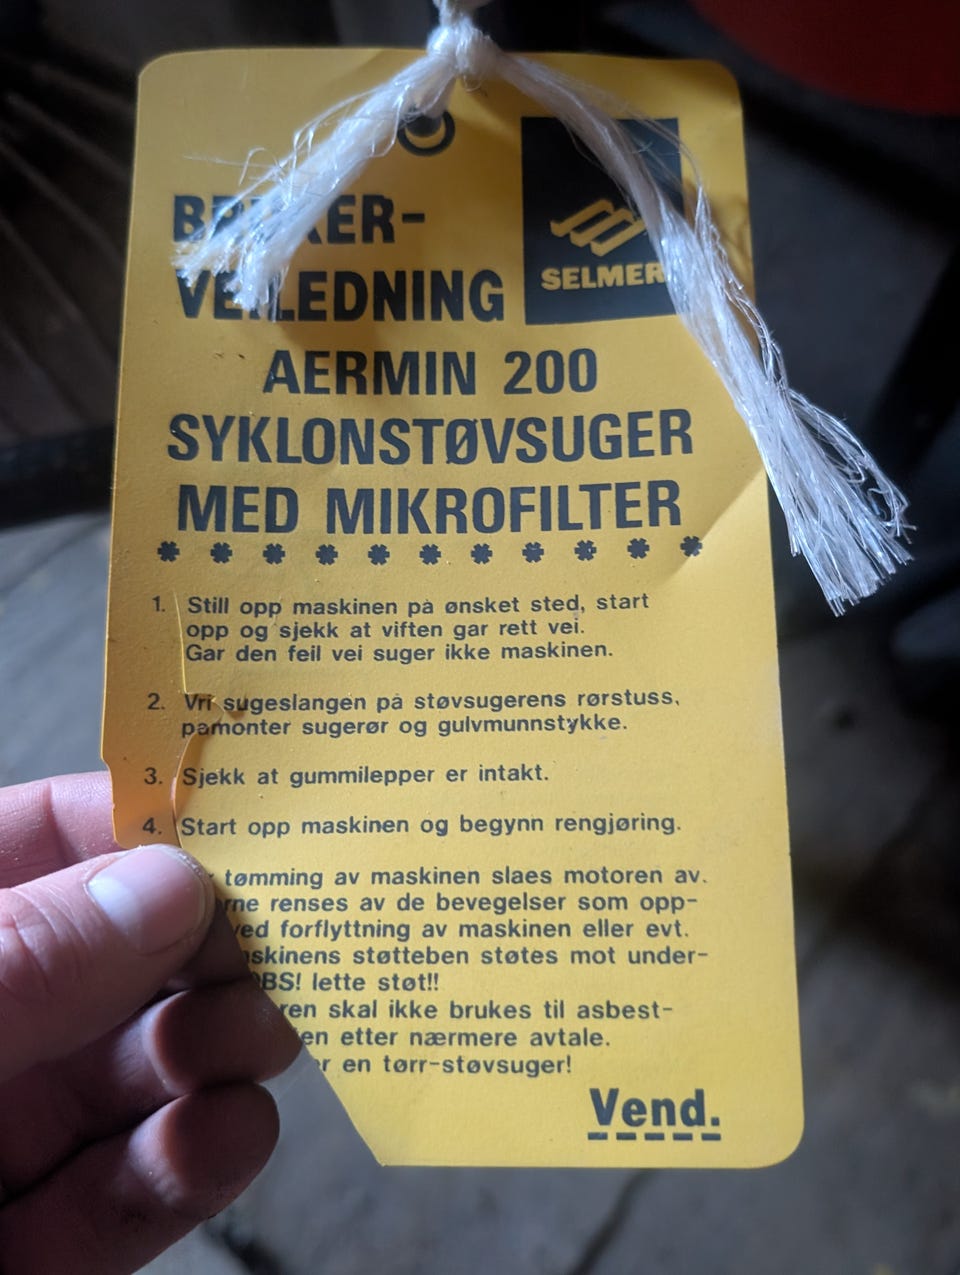 BRUKER-
VEILEDNING
SELMER
AERMIN 200
SYKLONSTØVSUGER
MED MIKROFILTER
1. Still opp maskinen på ønsket sted, start
opp og sjekk at viften gar rett vei.
Gar den feil vei suger ikke maskinen.
2. Vri sugeslangen på støvsugerens rørstuss,
pamonter sugerør og gulvmunnstykke.
3. Sjekk at gummilepper er intakt.
4. Start opp maskinen og begynn rengjøring.
tømming av maskinen slaes motoren av.
renses av de bevegelser som opp-
forflyttning av maskinen eller evt.
støtteben støtes mot under-
OBS! lette støt!!
skal ikke brukes til asbest-
etter nærmere avtale.
en tørr-støvsuger!
Vend.